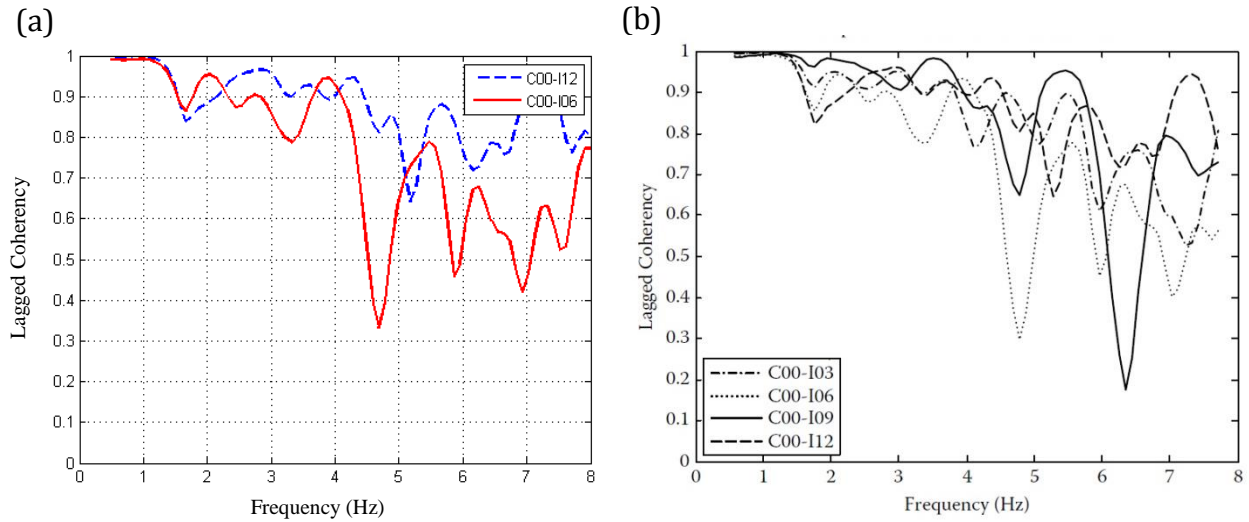 (a)
1
0.9
0.8
0.7
0.6
0.5
0.4
0.3
0.2
0.1
0
0 1 2 3 4 5 6 7 8
Lagged Coherency
Frequency (Hz)
C00-I12
C00-I06
(b)
1
0.9
0.8
0.7
0.6
0.5
0.4
0.3
0.2
0.1
0
0 1 2 3 4 5 6 7 8
Lagged Coherency
Frequency (Hz)
C00-I03
C00-I06
C00-I09
C00-I12